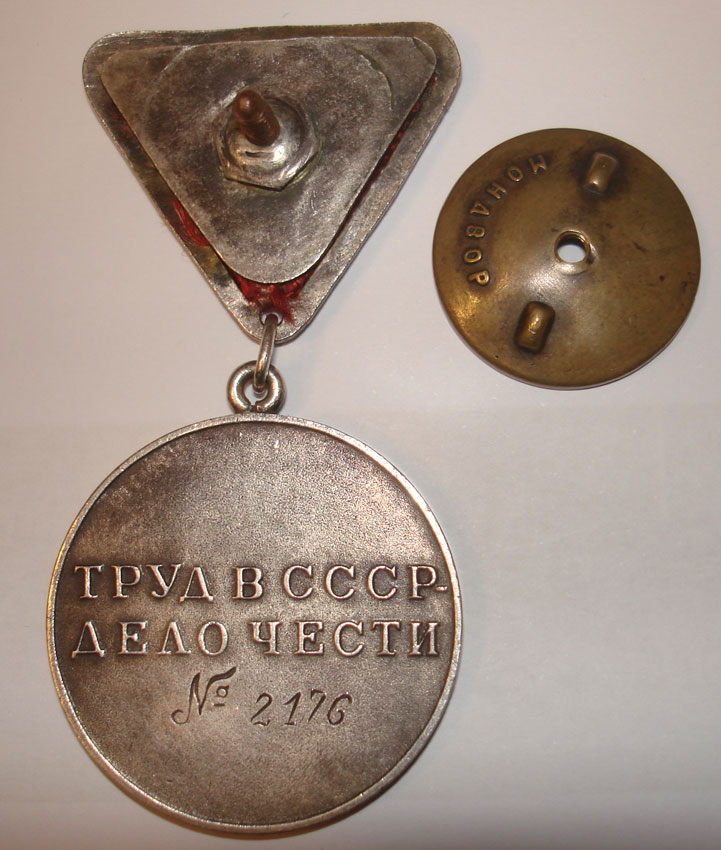 МОНДВОР
ТРУД В СССР-
ДЕЛО ЧЕСТИ
№ 2176